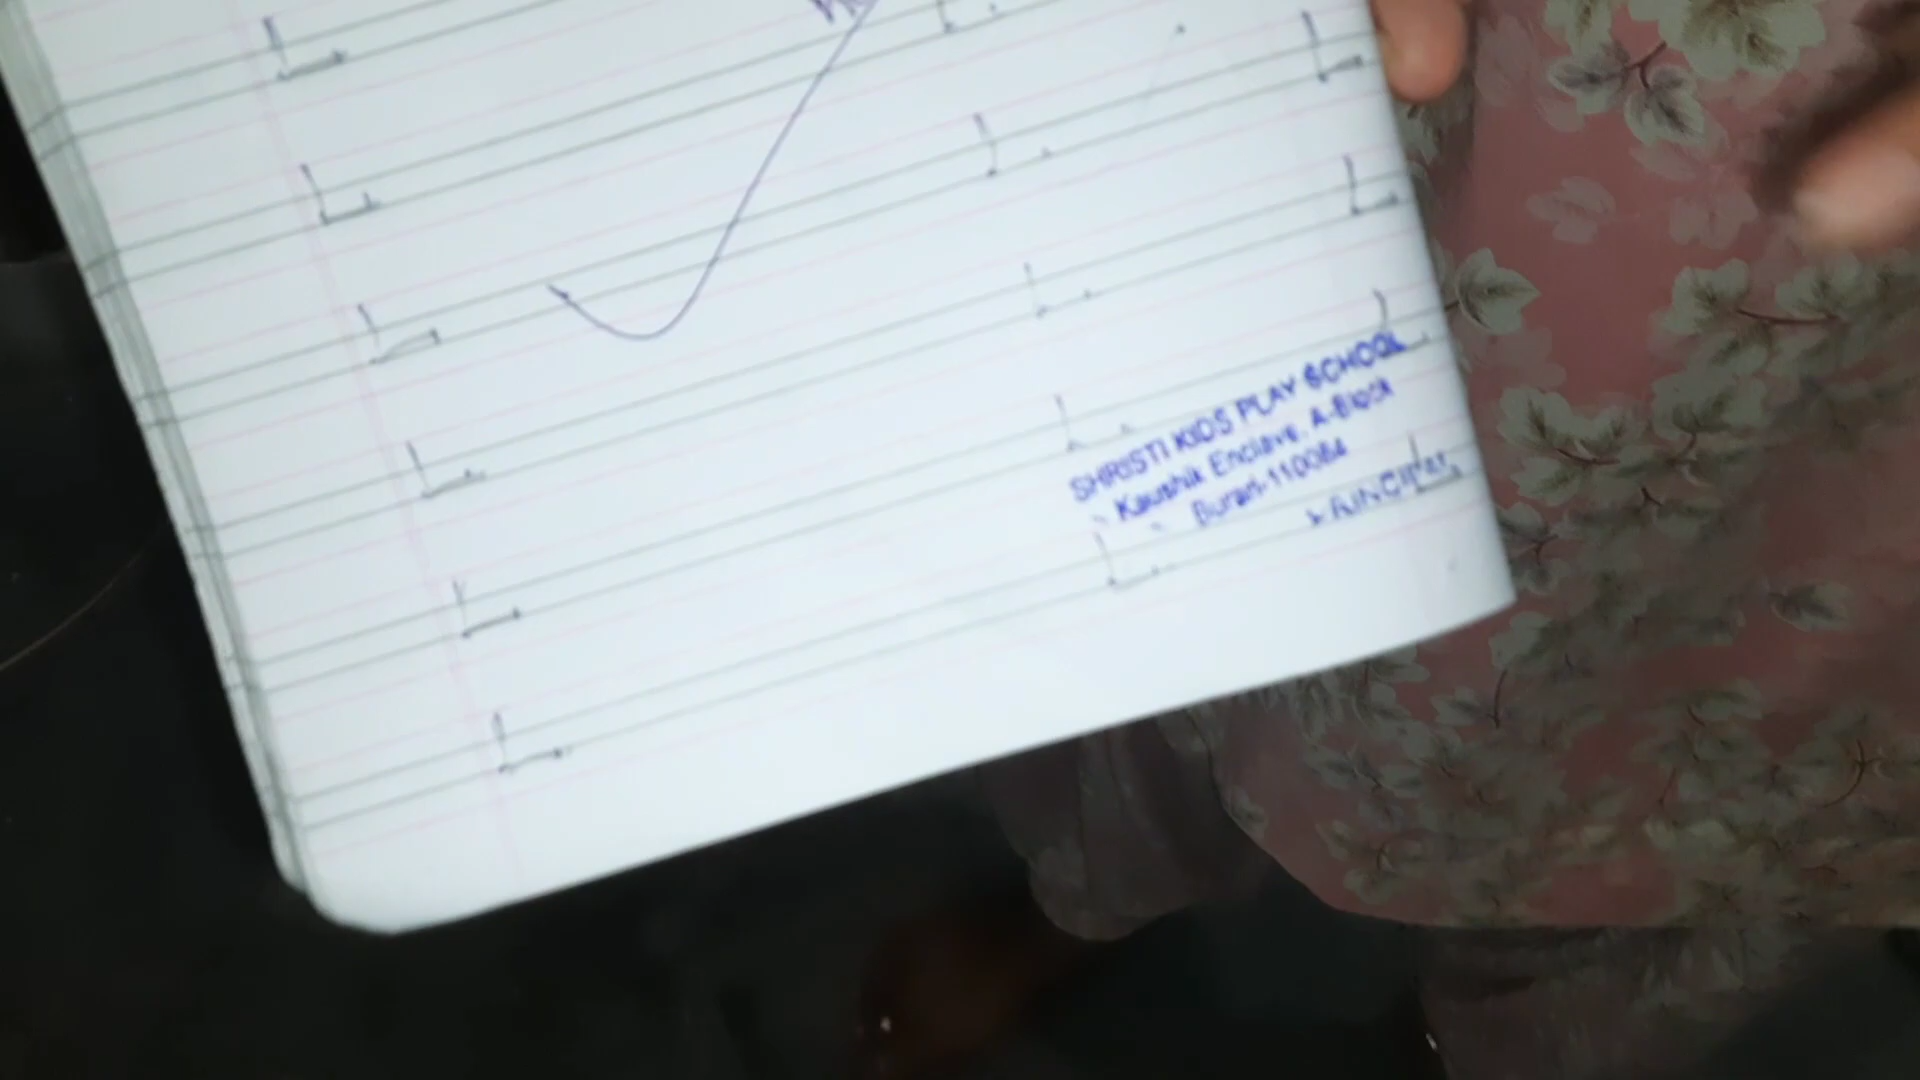 L L L
L L L
L L L
L L L
L L L
L L L
SHRISTI KIDS PLAY SCHOOL
Kaushik Enclave, A-Block
Burari-110084